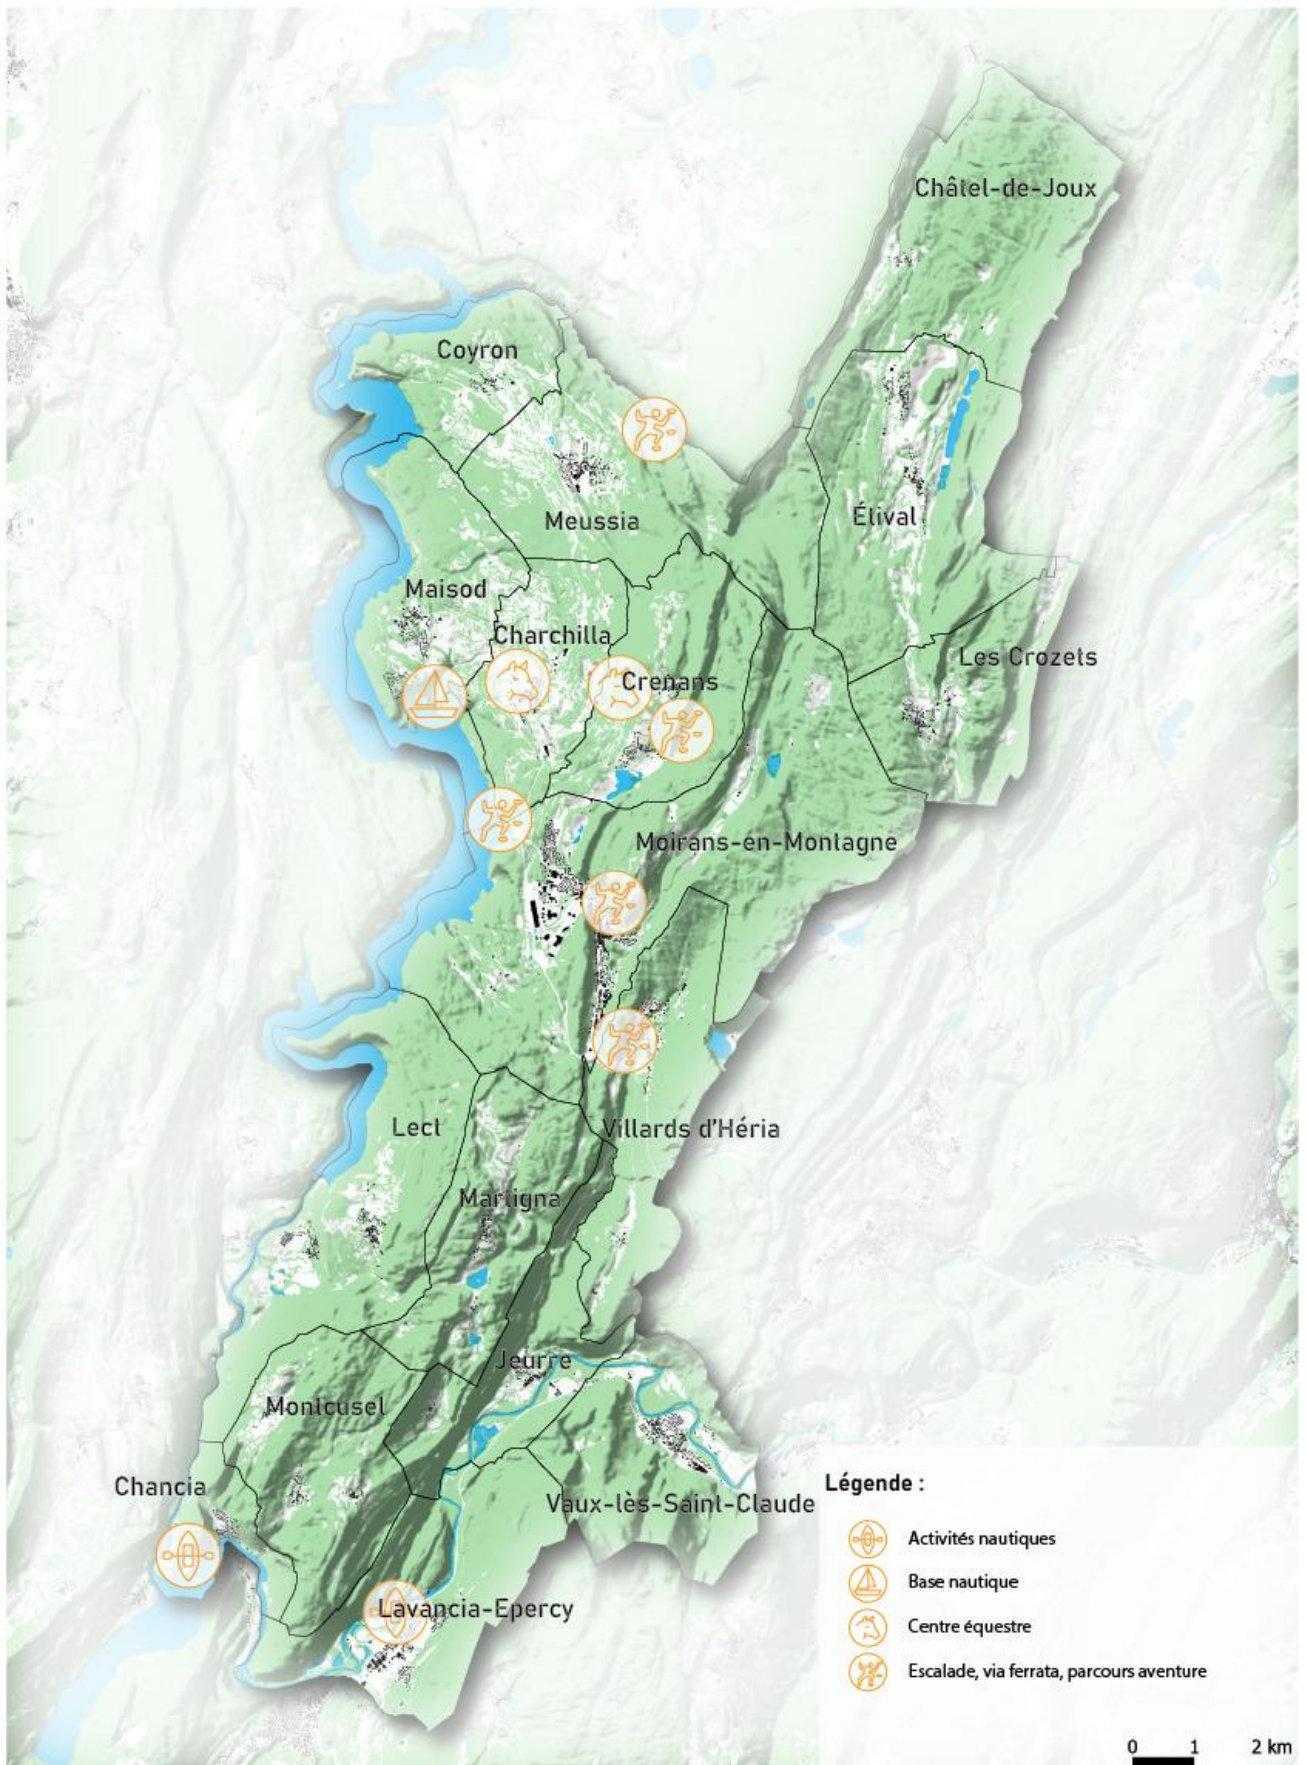 Châtel-de-Joux
Coyron
Meussia
Élival
Maisod
Charchilla
Les Crozets
Crenans
Moirans-en-Montagne
Lect
Villards d'Héria
Martigna
Jeurre
Montcusel
Chancia
Vaux-lès-Saint-Claude
Lavancia-Epercy
Légende :
Activités nautiques
Base nautique
Centre équestre
Escalade, via ferrata, parcours aventure
0 1 2 km